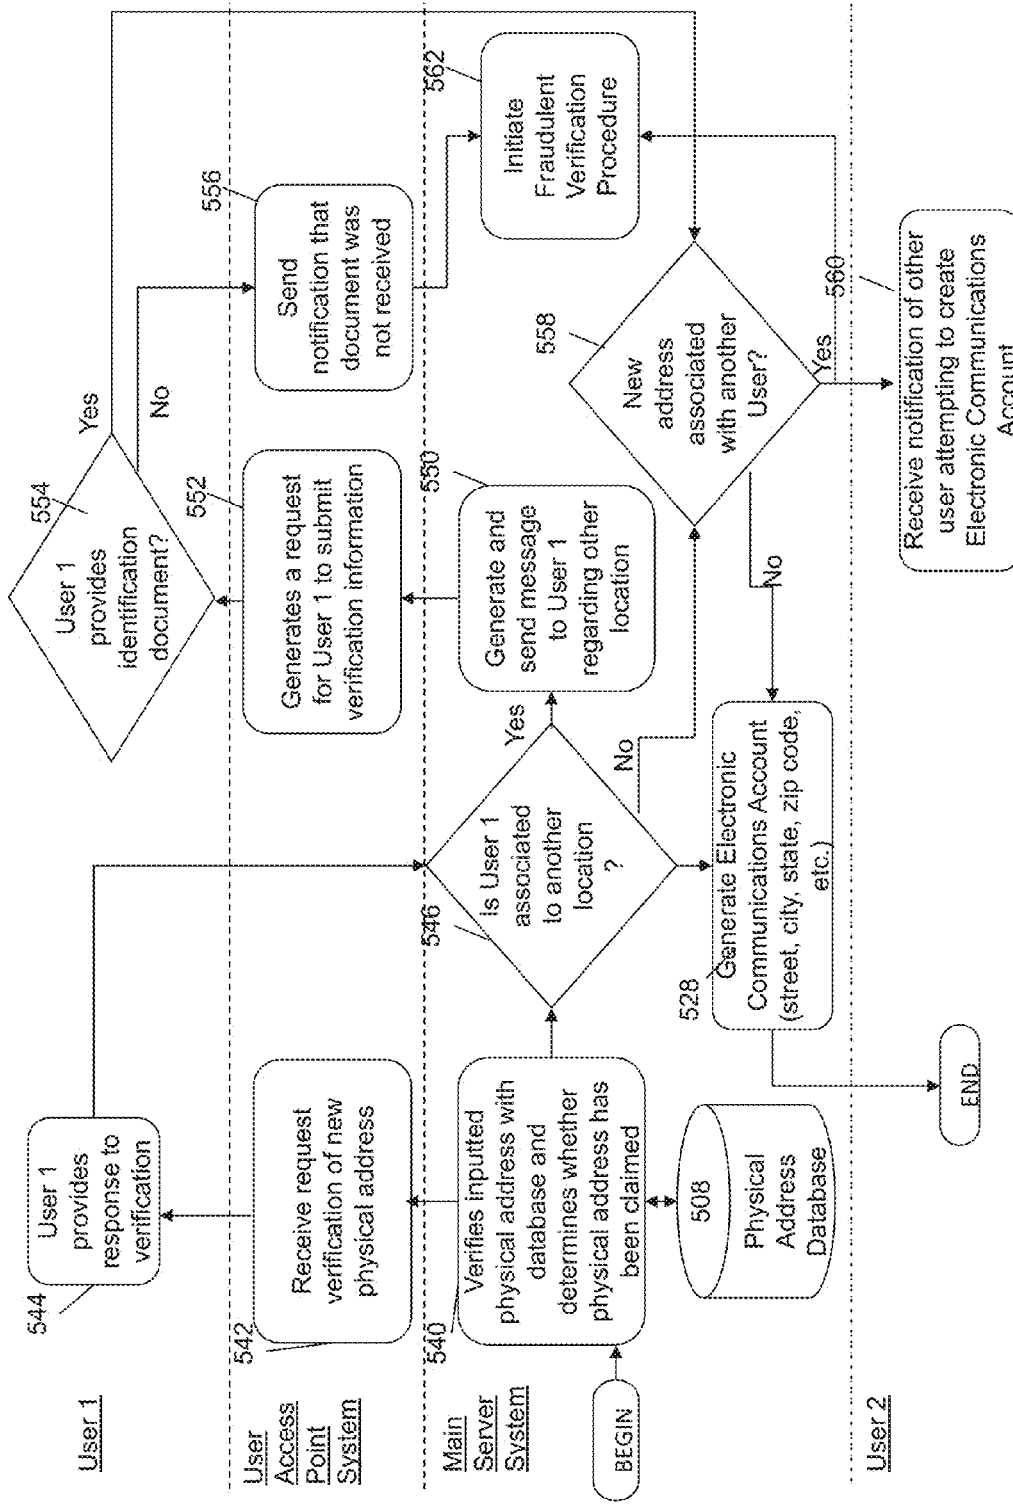 User 1
544
User 1
provides
response to
verification
554
User 1
provides
identification
document?
Yes
No
User
Access
Point
System
542
Receive request
verification of new
physical address
552
Generates a request
for User 1 to submit
verification information
556
Send
notification that
document was
not received
Main
Server
System
BEGIN
540
Verifies inputted
physical address with
database and
determines whether
physical address has
been claimed
508
Physical
Address
Database
546
Is User 1
associated
to another
location
?
Yes
No
550
Generate and
send message
to User 1
regarding other
location
528
Generate Electronic
Communications Account
(street, city, state, zip code,
etc.)
558
New
address
associated
with another
User?
No
Yes
562
Initiate
Fraudulent
Verification
Procedure
User 2
END
560
Receive notification of other
user attempting to create
Electronic Communications
Account